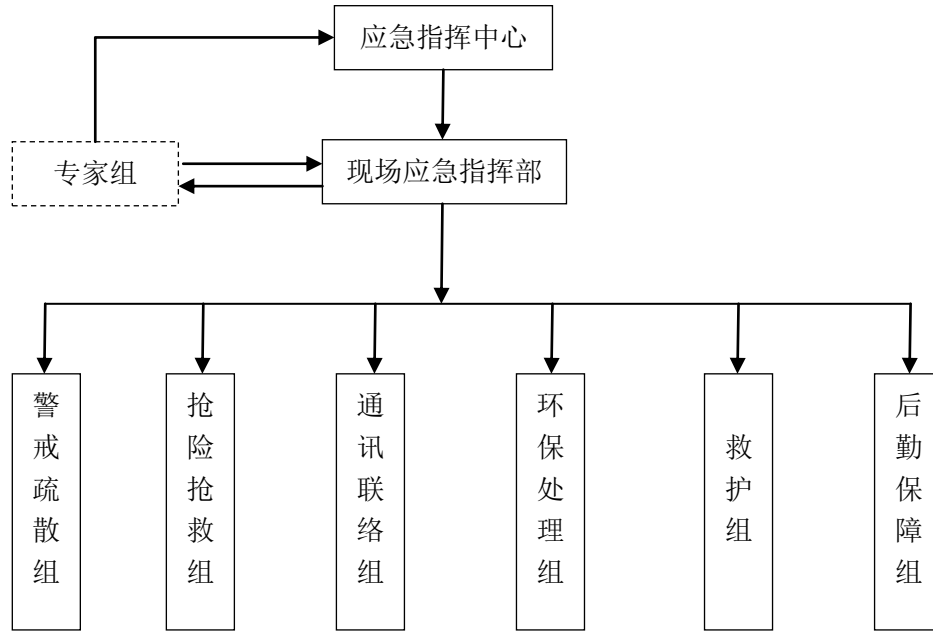 应急指挥中心
专家组
现场应急指挥部
警戒疏散组
抢险抢救组
通讯联络组
环保处理组
救护组
后勤保障组